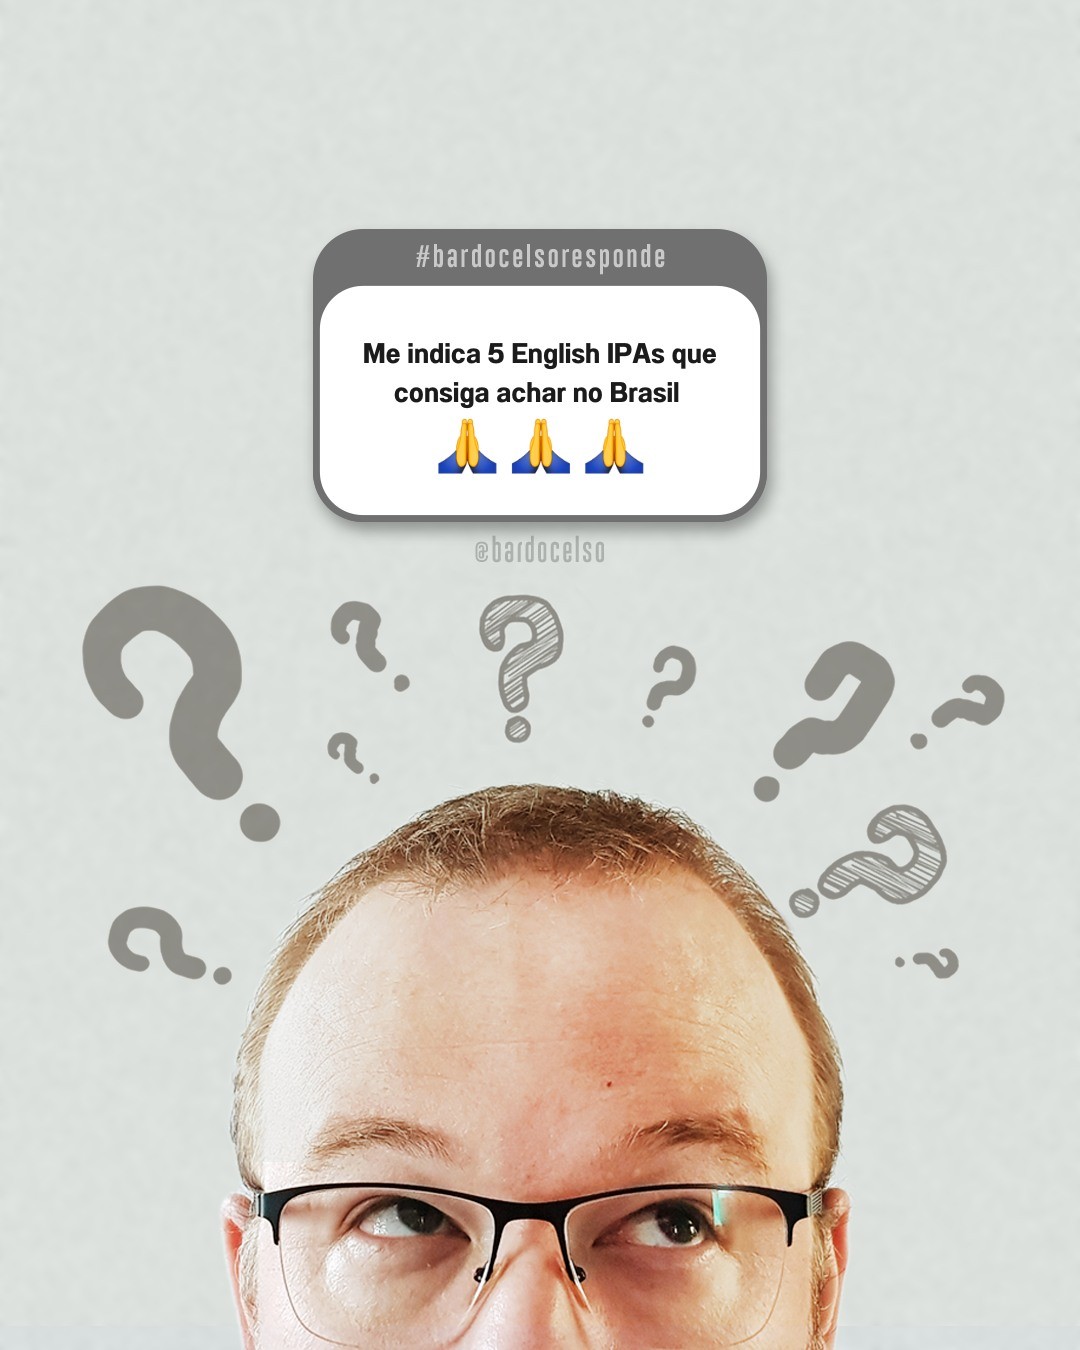 #bardocelsoresponde
Me indica 5 English IPAs que
consiga achar no Brasil
🙏 🙏 🙏
@bardocelso